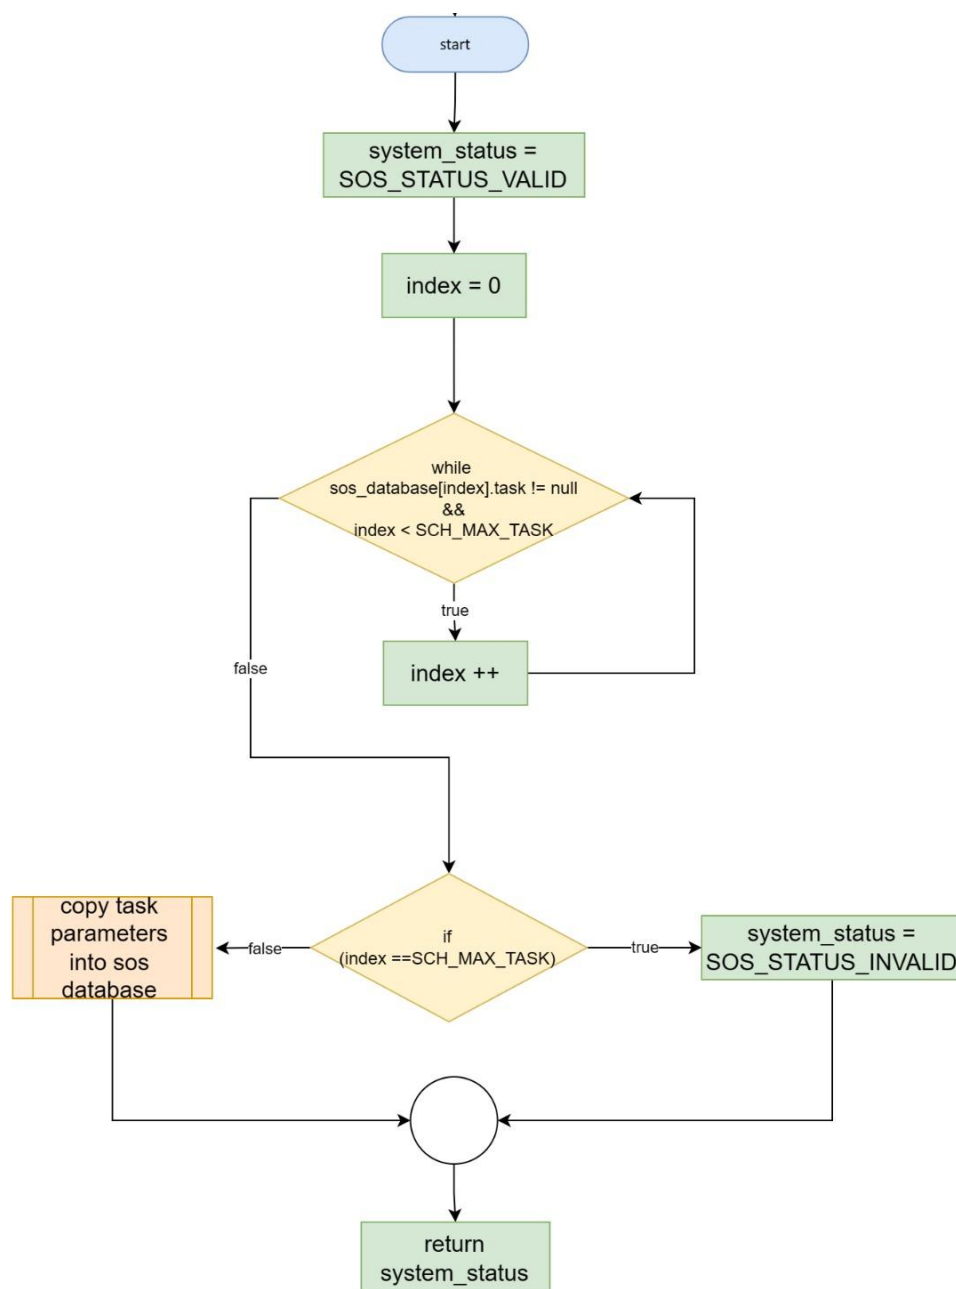 start
system_status =
SOS_STATUS_VALID
index = 0
while
sos_database[index].task != null
&&
index < SCH_MAX_TASK
true
index ++
false
if
(index ==SCH_MAX_TASK)
false
true
copy task
parameters
into sos
database
system_status =
SOS_STATUS_INVALID
return
system_status